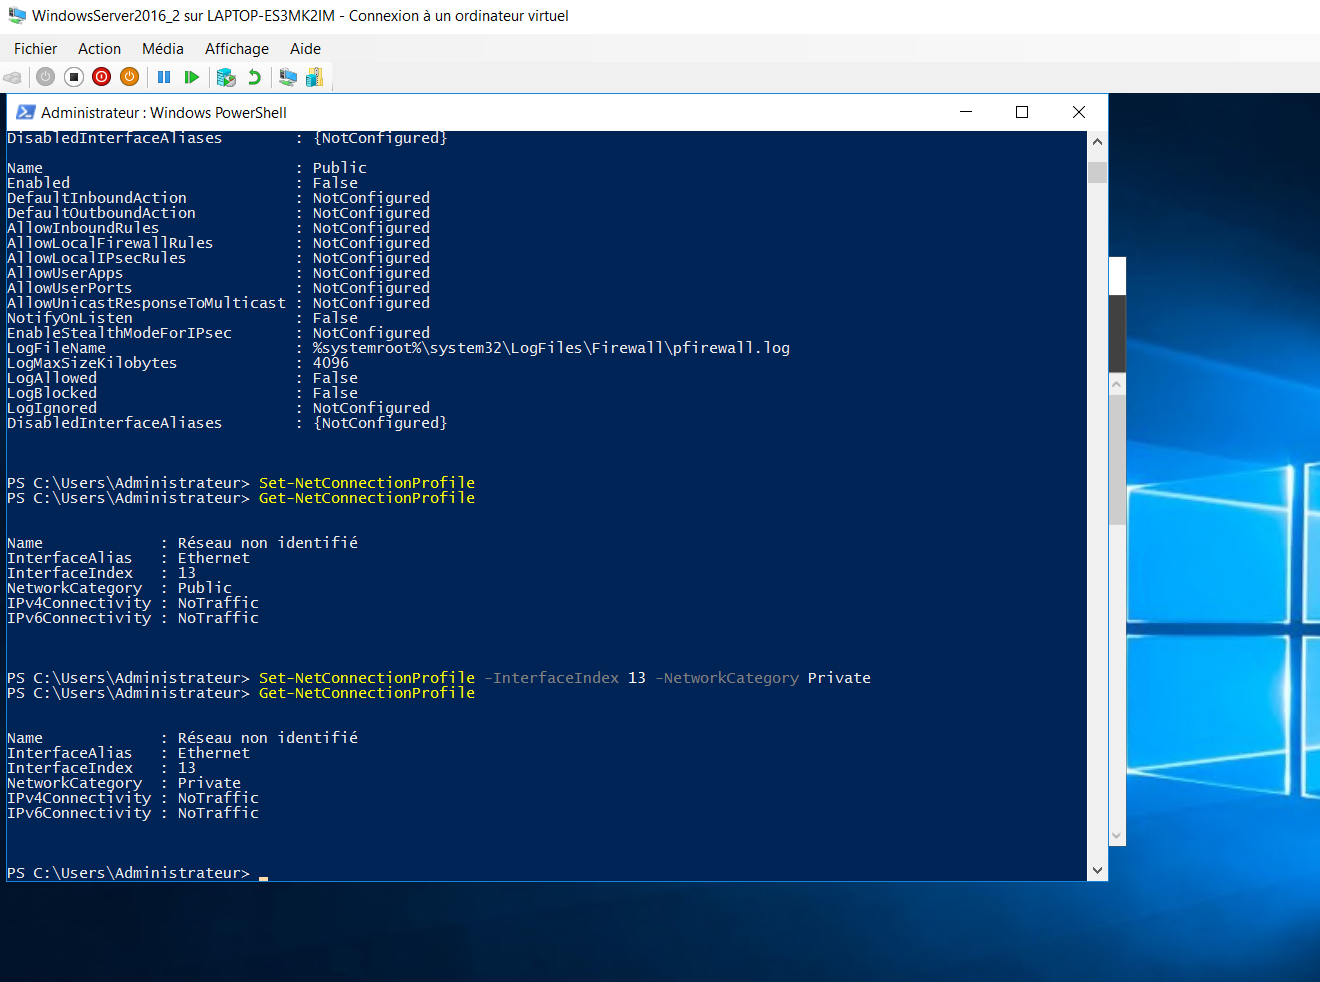 WindowsServer2016_2 sur LAPTOP-ES3MK2IM - Connexion à un ordinateur virtuel
Fichier Action Média Affichage Aide
Administrateur : Windows PowerShell
DisabledInterfaceAliases : {NotConfigured}
Name : Public
Enabled : False
DefaultInboundAction : NotConfigured
DefaultOutboundAction : NotConfigured
AllowInboundRules : NotConfigured
AllowLocalFirewallRules : NotConfigured
AllowLocalIPsecRules : NotConfigured
AllowUserApps : NotConfigured
AllowUserPorts : NotConfigured
AllowUnicastResponseToMulticast : NotConfigured
NotifyOnListen : False
EnableStealthModeForIPsec : NotConfigured
LogFileName : %systemroot%\system32\LogFiles\Firewall\pfirewall.log
LogMaxSizeKilobytes : 4096
LogAllowed : False
LogBlocked : False
LogIgnored : NotConfigured
DisabledInterfaceAliases : {NotConfigured}
PS C:\Users\Administrateur> Set-NetConnectionProfile
PS C:\Users\Administrateur> Get-NetConnectionProfile
Name : Réseau non identifié
InterfaceAlias : Ethernet
InterfaceIndex : 13
NetworkCategory : Public
IPv4Connectivity : NoTraffic
IPv6Connectivity : NoTraffic
PS C:\Users\Administrateur> Set-NetConnectionProfile -InterfaceIndex 13 -NetworkCategory Private
PS C:\Users\Administrateur> Get-NetConnectionProfile
Name : Réseau non identifié
InterfaceAlias : Ethernet
InterfaceIndex : 13
NetworkCategory : Private
IPv4Connectivity : NoTraffic
IPv6Connectivity : NoTraffic
PS C:\Users\Administrateur>